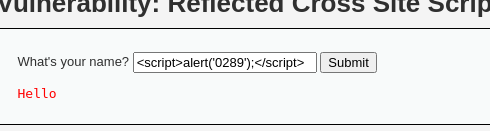 Vulnerability: Reflected Cross Site Scrip
What's your name? <script>alert('0289');</script> Submit
Hello